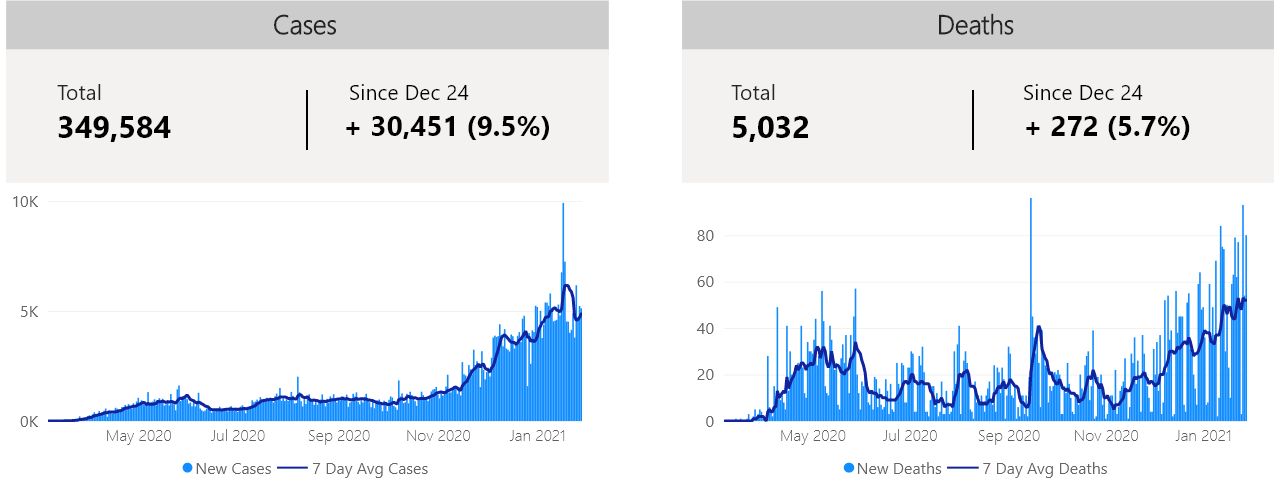 Cases
Total
349,584
Since Dec 24
+ 30,451 (9.5%)
10K
5K
0K
May 2020 Jul 2020 Sep 2020 Nov 2020 Jan 2021
New Cases 7 Day Avg Cases
Deaths
Total
5,032
Since Dec 24
+ 272 (5.7%)
80
60
40
20
0
May 2020 Jul 2020 Sep 2020 Nov 2020 Jan 2021
New Deaths 7 Day Avg Deaths